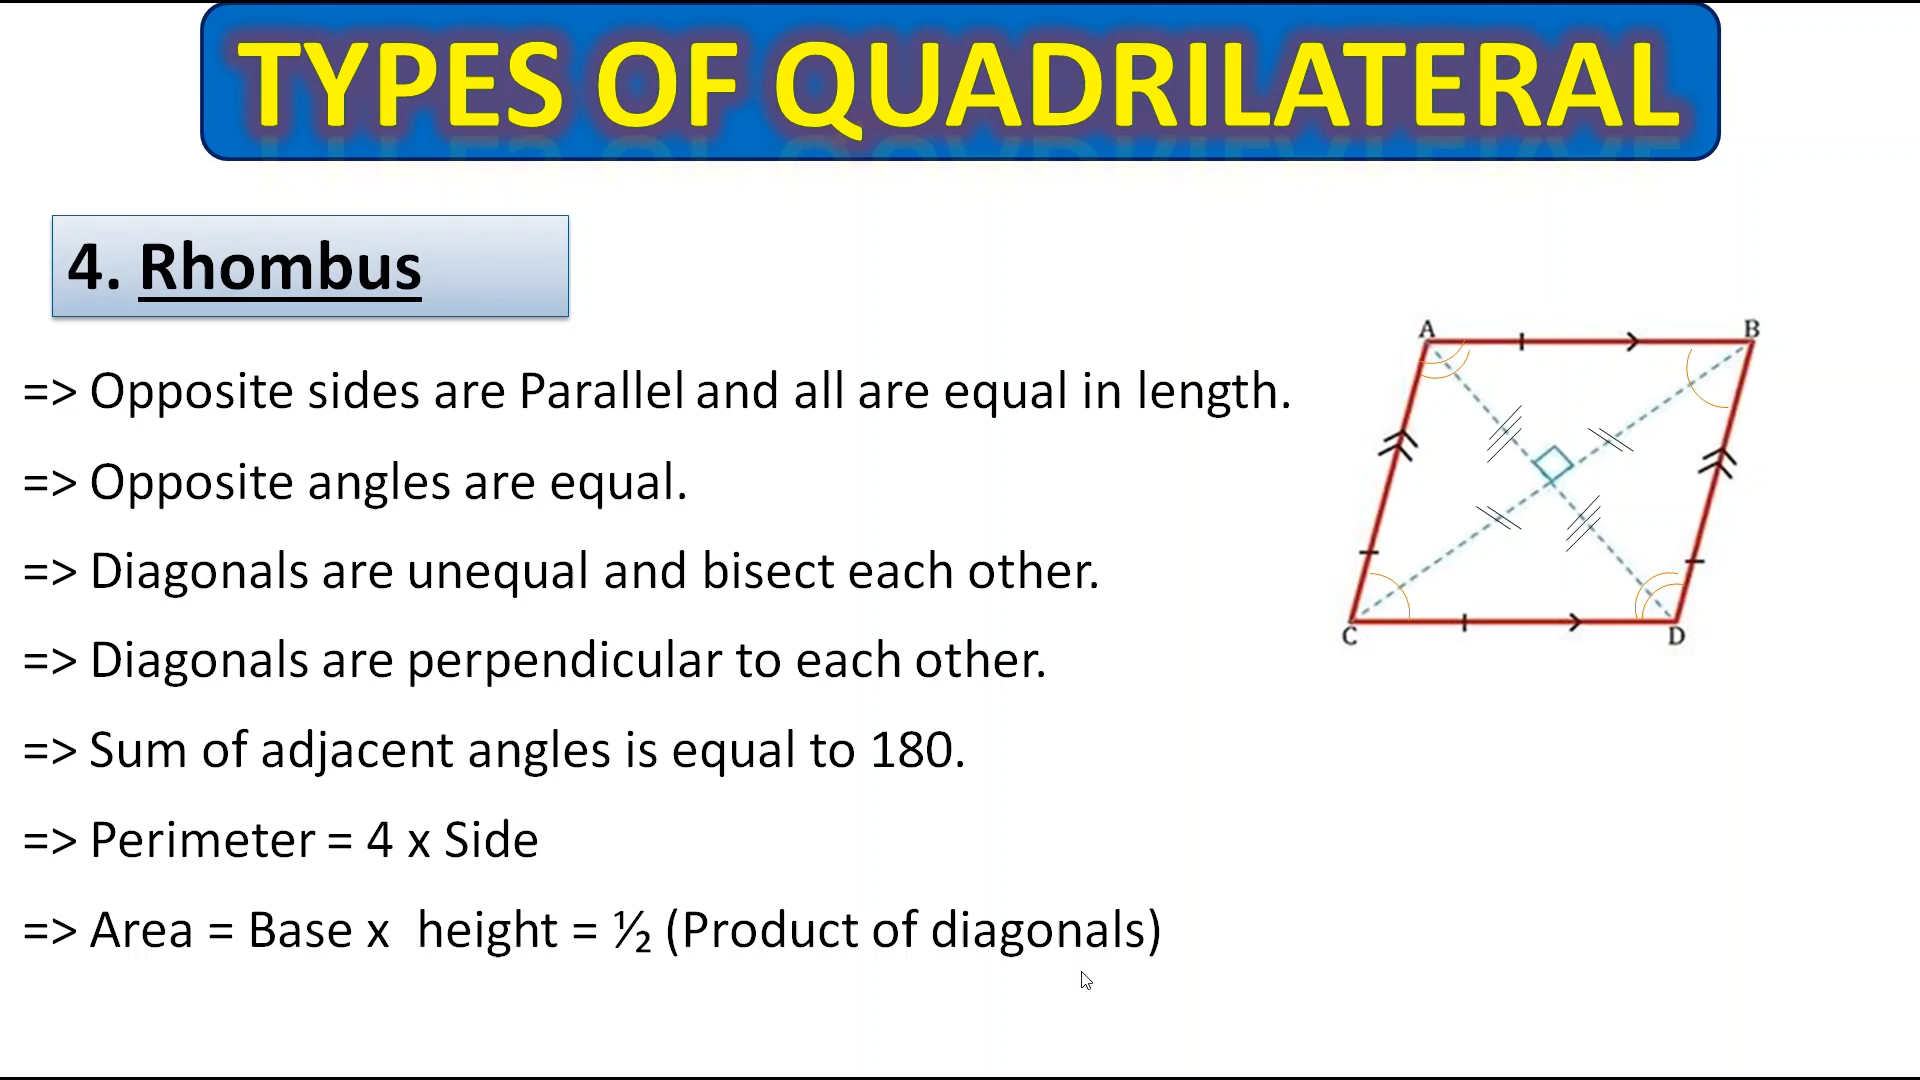 TYPES OF QUADRILATERAL
4. Rhombus
=> Opposite sides are Parallel and all are equal in length.
=> Opposite angles are equal.
=> Diagonals are unequal and bisect each other.
=> Diagonals are perpendicular to each other.
=> Sum of adjacent angles is equal to 180.
=> Perimeter = 4 x Side
=> Area = Base x  height = ½ (Product of diagonals)
A B
C D